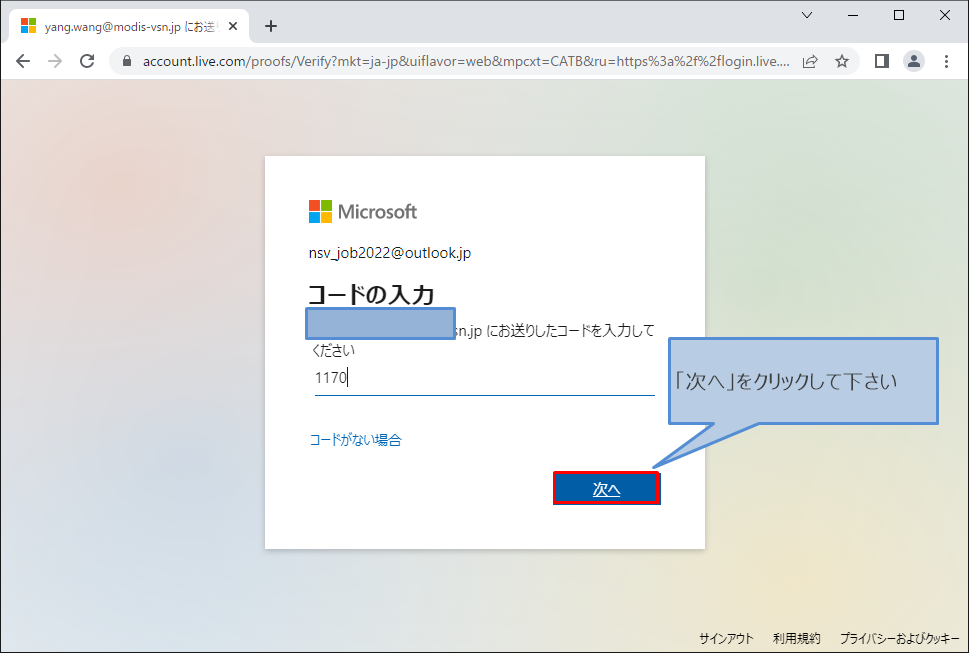 yang.wang@modis-vsn.jp にお送り
account.live.com/proofs/Verify?mkt=ja-jp&uiflavor=web&mpcxt=CATB&ru=https%3a%2f%2flogin.live....
Microsoft
nsv_job2022@outlook.jp
コードの入力
sn.jp にお送りしたコードを入力して
ください
1170
「次へ」をクリックして下さい
コードがない場合
次へ
サインアウト 利用規約 プライバシーおよびクッキー